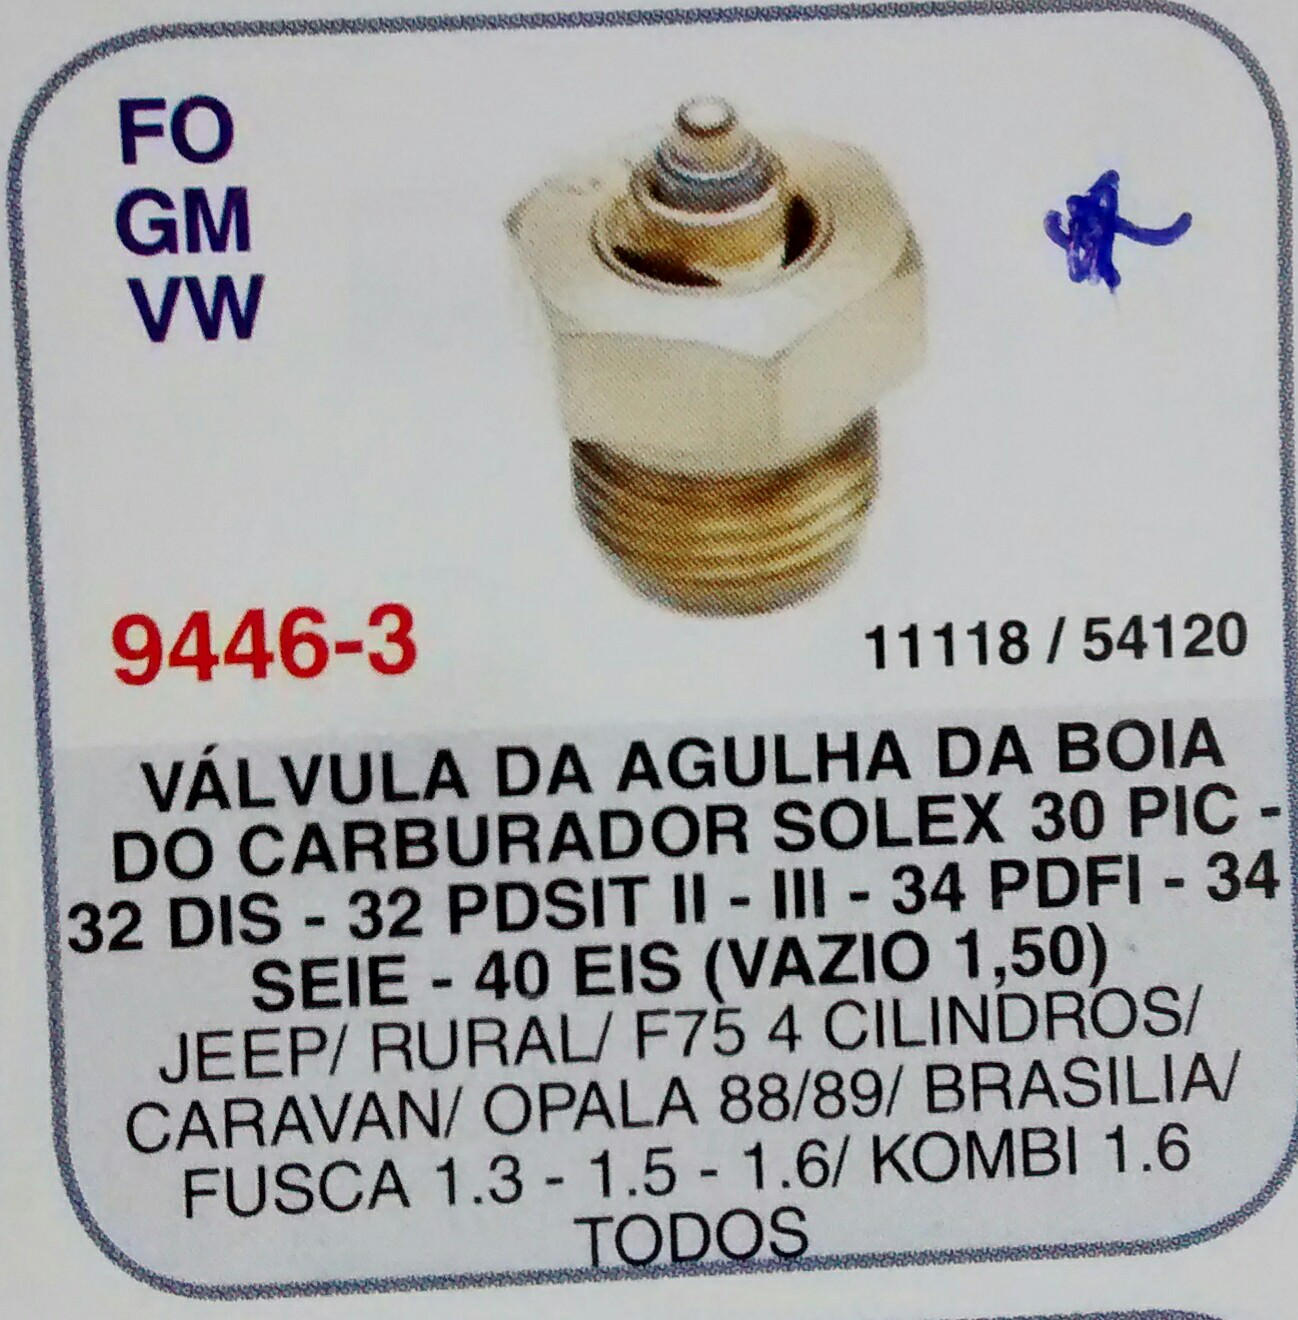 FO
GM
VW
9446-3
11118 / 54120
VÁLVULA DA AGULHA DA BOIA
DO CARBURADOR SOLEX 30 PIC -
32 DIS - 32 PDSIT II - III - 34 PDFI - 34
SEIE - 40 EIS (VAZIO 1,50)
JEEP/ RURAL/ F75 4 CILINDROS/
CARAVAN/ OPALA 88/89/ BRASILIA/
FUSCA 1.3 - 1.5 - 1.6/ KOMBI 1.6
TODOS